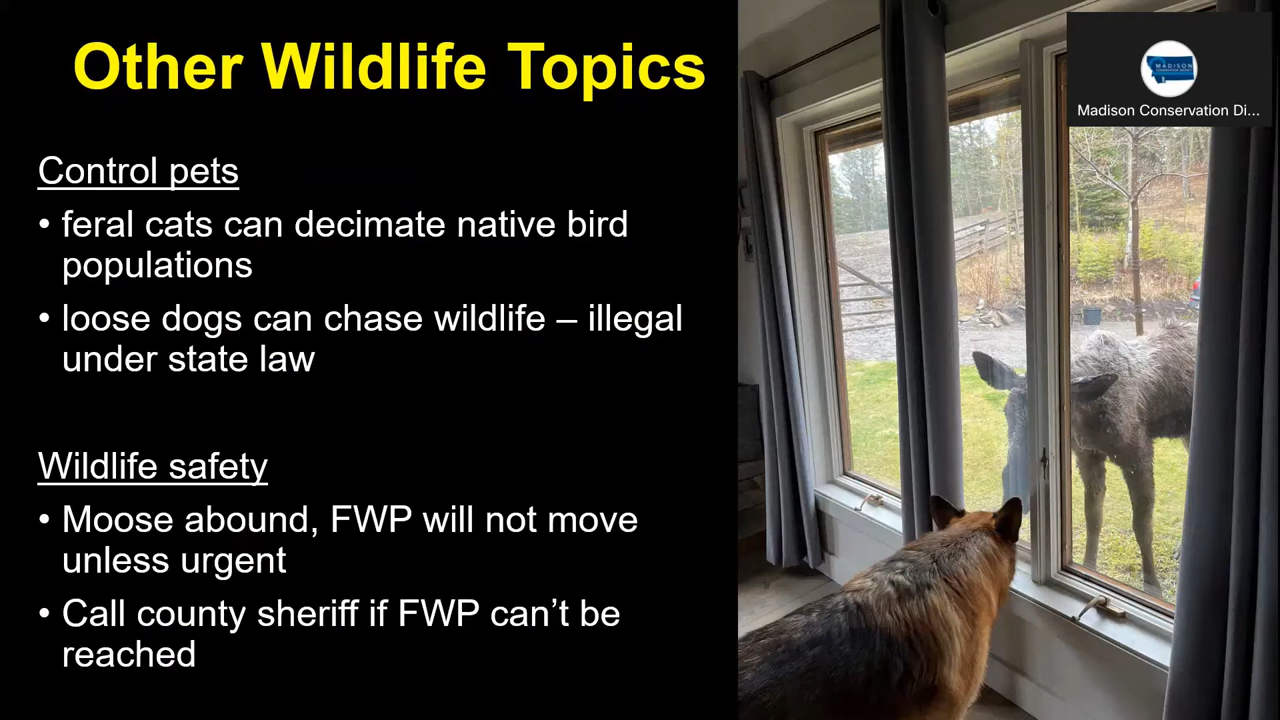 Other Wildlife Topics
Control pets
• feral cats can decimate native bird
populations
• loose dogs can chase wildlife – illegal
under state law
Wildlife safety
• Moose abound, FWP will not move
unless urgent
• Call county sheriff if FWP can’t be
reached
MADISON
Madison Conservation Di...